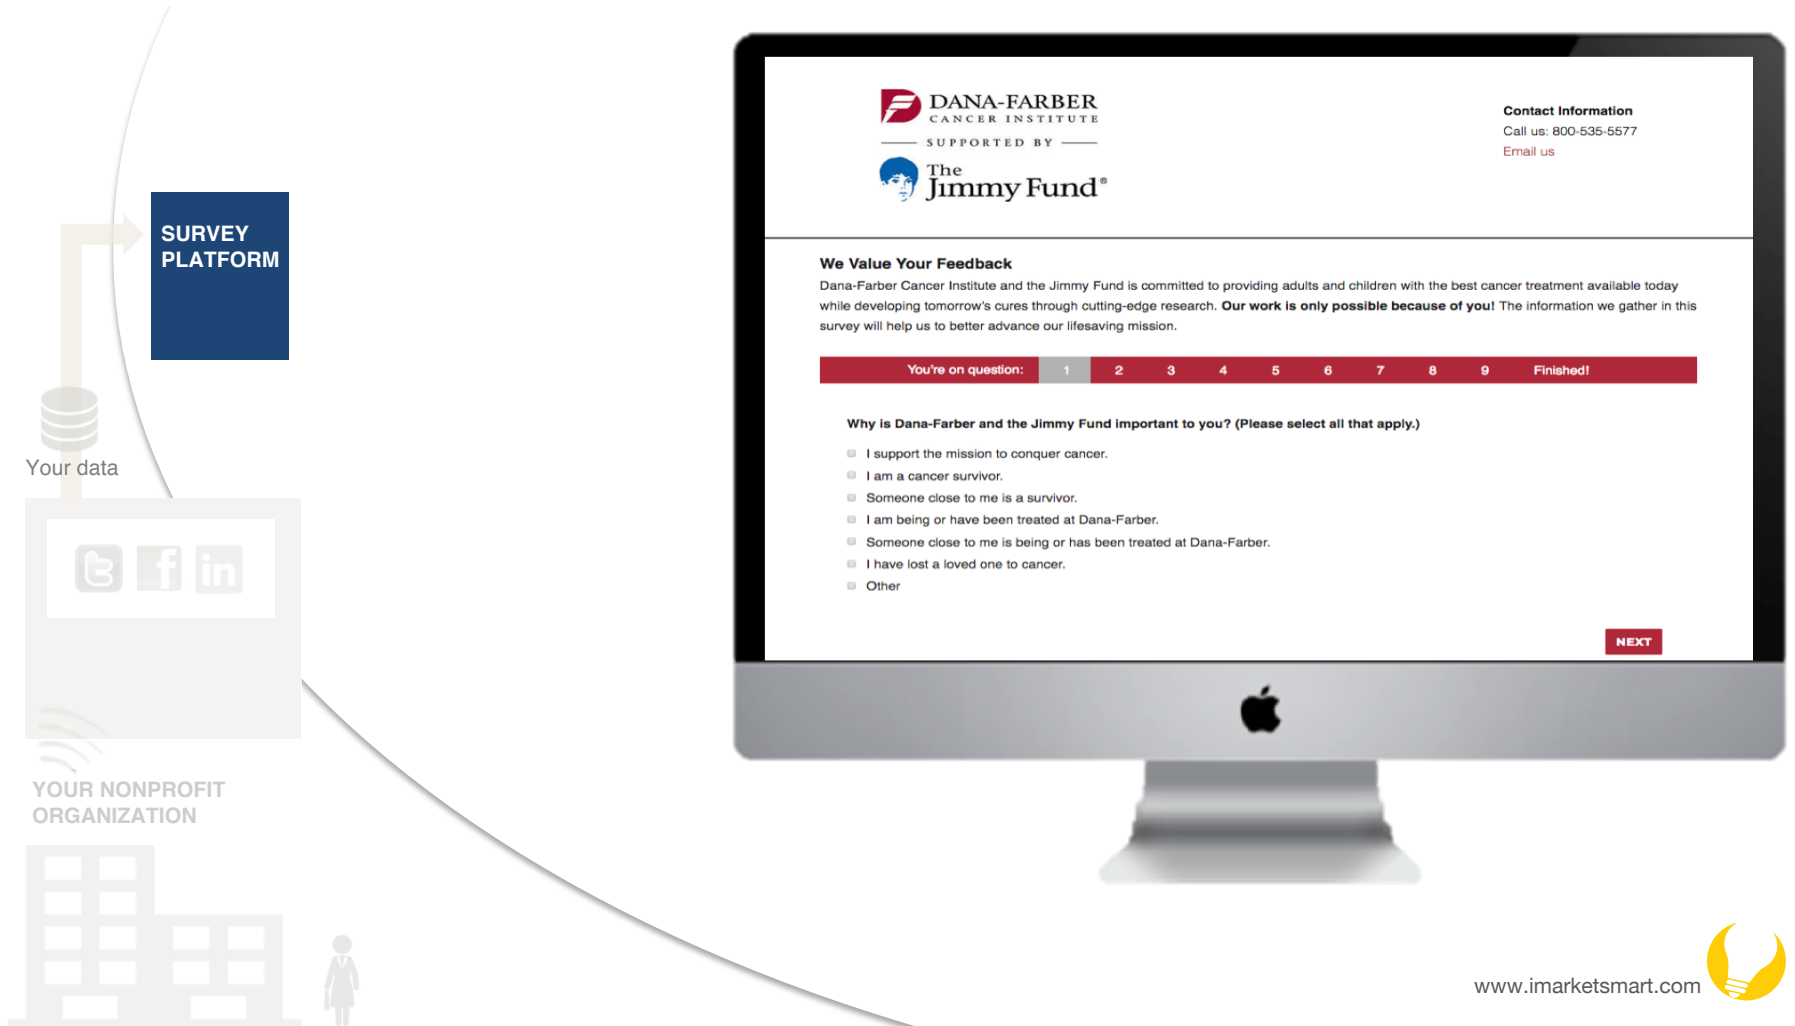 SURVEY
PLATFORM
Your data
YOUR NONPROFIT
ORGANIZATION
DANA-FARBER
CANCER INSTITUTE
SUPPORTED BY
The
Jimmy Fund®
Contact Information
Call us: 800-535-5577
Email us
We Value Your Feedback
Dana-Farber Cancer Institute and the Jimmy Fund is committed to providing adults and children with the best cancer treatment available today
while developing tomorrow's cures through cutting-edge research. Our work is only possible because of you! The information we gather in this
survey will help us to better advance our lifesaving mission.
You're on question: 1 2 3 4 5 6 7 8 9 Finished!
Why is Dana-Farber and the Jimmy Fund important to you? (Please select all that apply.)
I support the mission to conquer cancer.
I am a cancer survivor.
Someone close to me is a survivor.
I am being or have been treated at Dana-Farber.
Someone close to me is being or has been treated at Dana-Farber.
I have lost a loved one to cancer.
Other
NEXT
www.imarketsmart.com